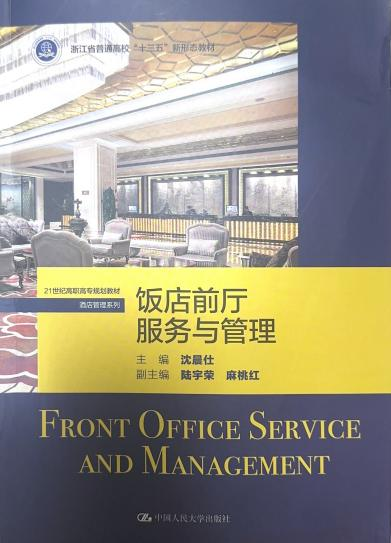 浙江省普通高校“十三五”新形态教材
21世纪高职高专规划教材
酒店管理系列
饭店前厅
服务与管理
主 编 沈晨仕
副主编 陆宇荣 麻桃红
FRONT OFFICE SERVICE
AND MANAGEMENT
中国人民大学出版社